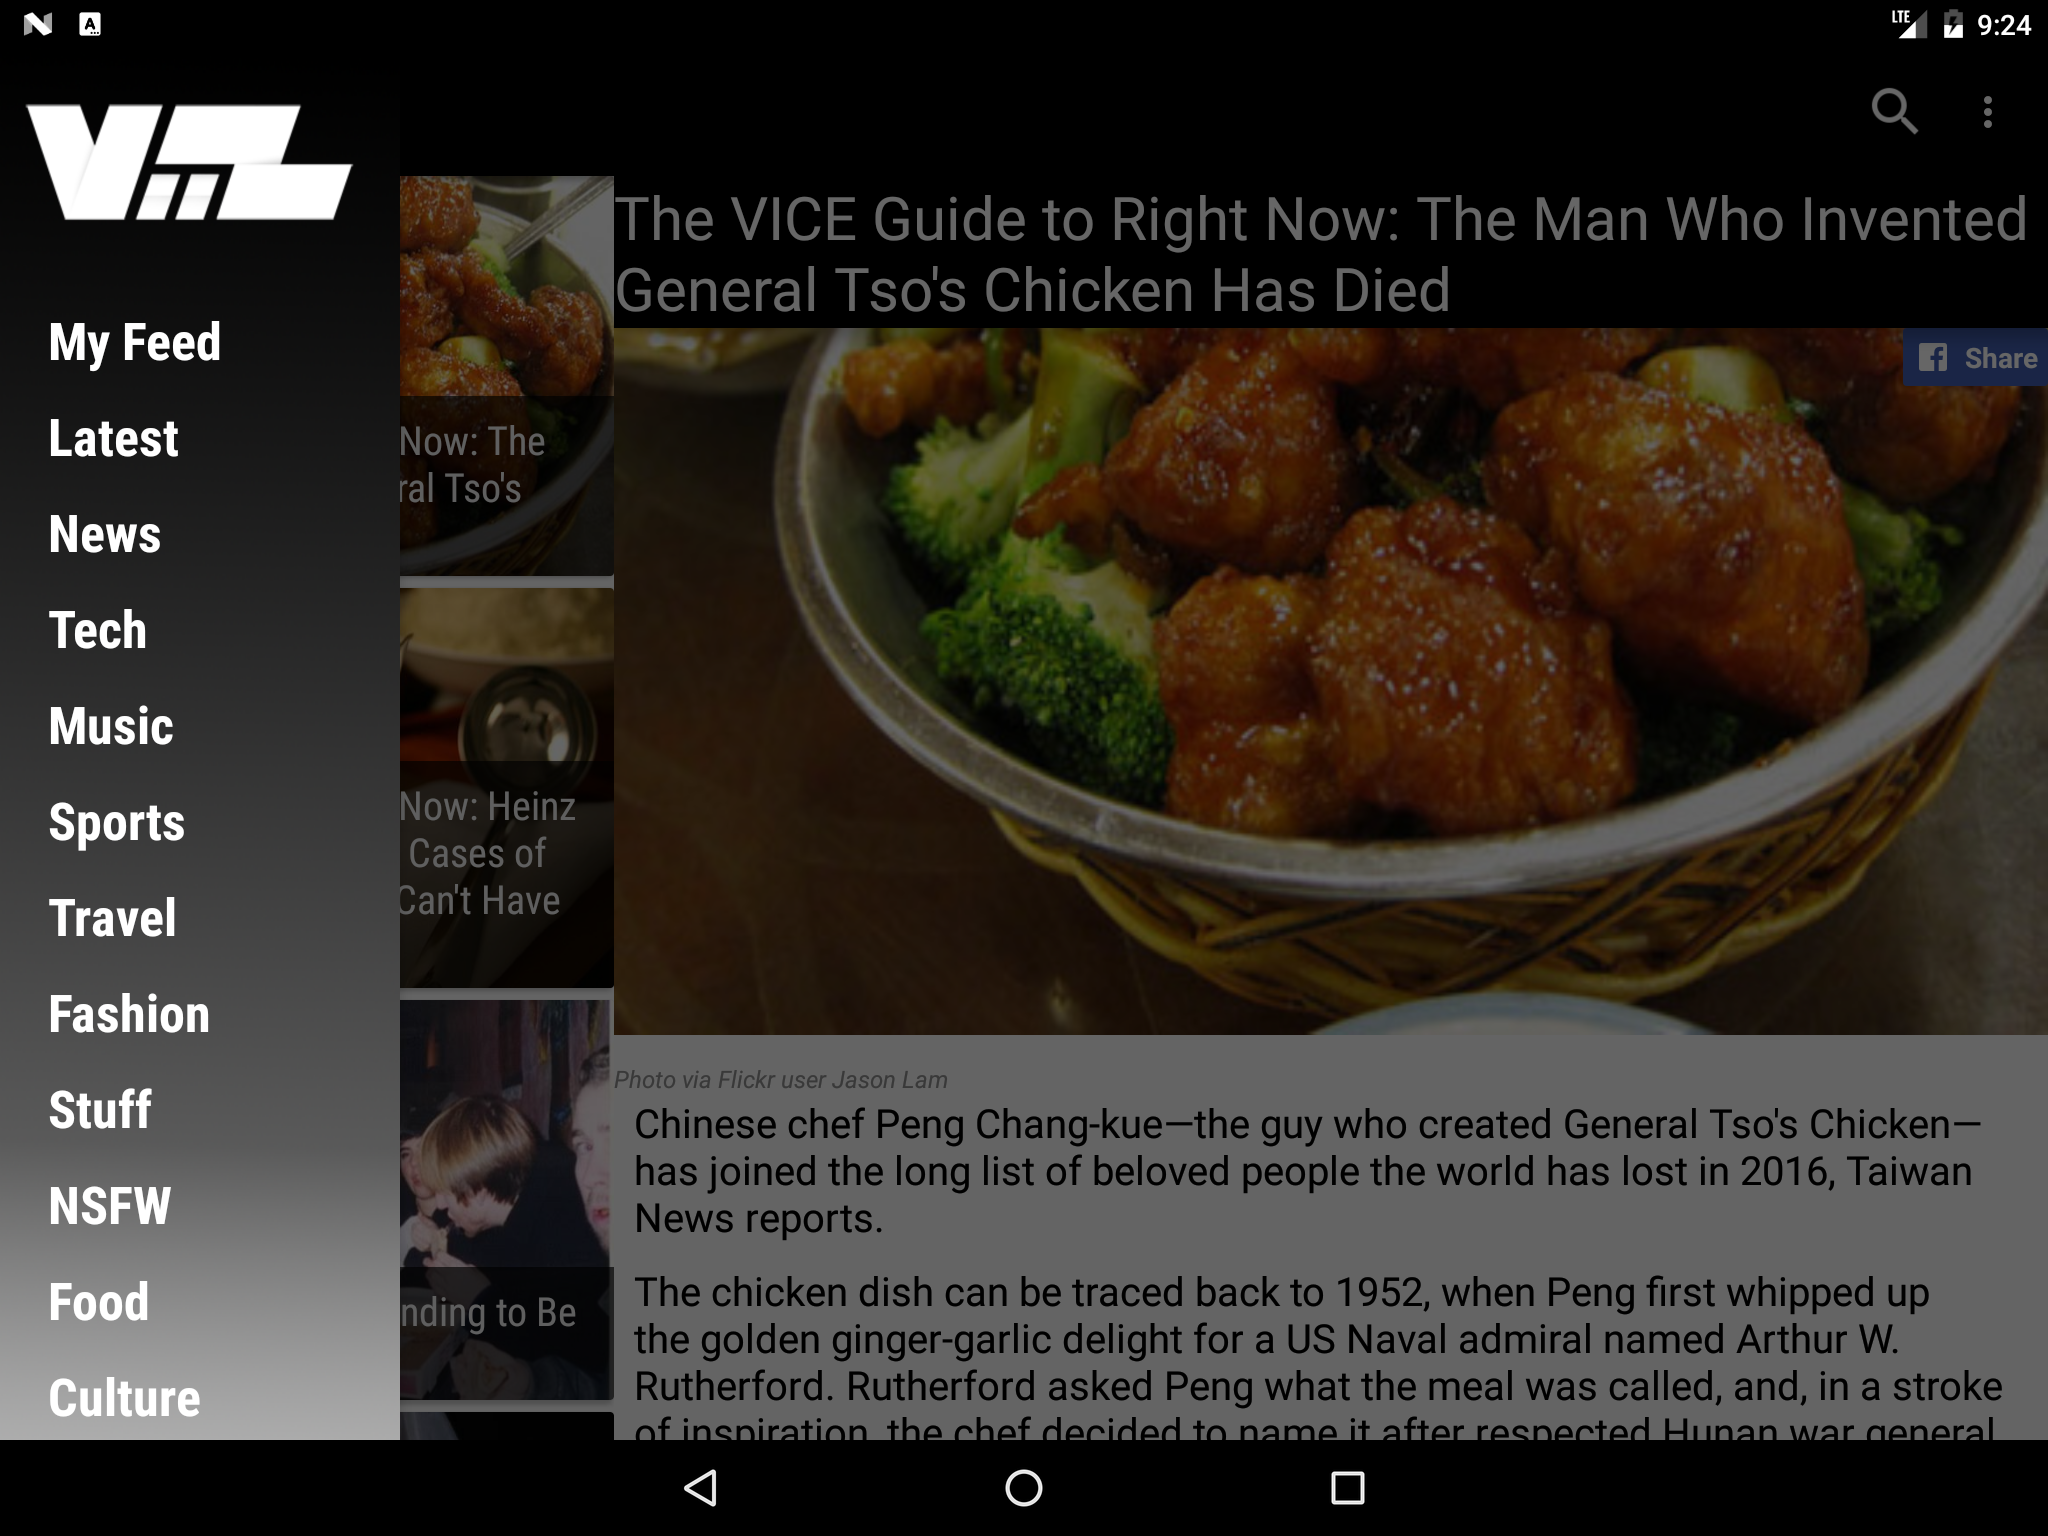 LTE 9:24
My Feed
Latest
News
Tech
Music
Sports
Travel
Fashion
Stuff
NSFW
Food
Culture
Now: The
ral Tso's
Now: Heinz
Cases of
Can't Have
nding to Be
The VICE Guide to Right Now: The Man Who Invented
General Tso's Chicken Has Died
Share
Photo via Flickr user Jason Lam
Chinese chef Peng Chang-kue—the guy who created General Tso's Chicken—
has joined the long list of beloved people the world has lost in 2016, Taiwan
News reports.
The chicken dish can be traced back to 1952, when Peng first whipped up
the golden ginger-garlic delight for a US Naval admiral named Arthur W.
Rutherford. Rutherford asked Peng what the meal was called, and, in a stroke
of inspiration, the chef decided to name it after respected Hunan war general